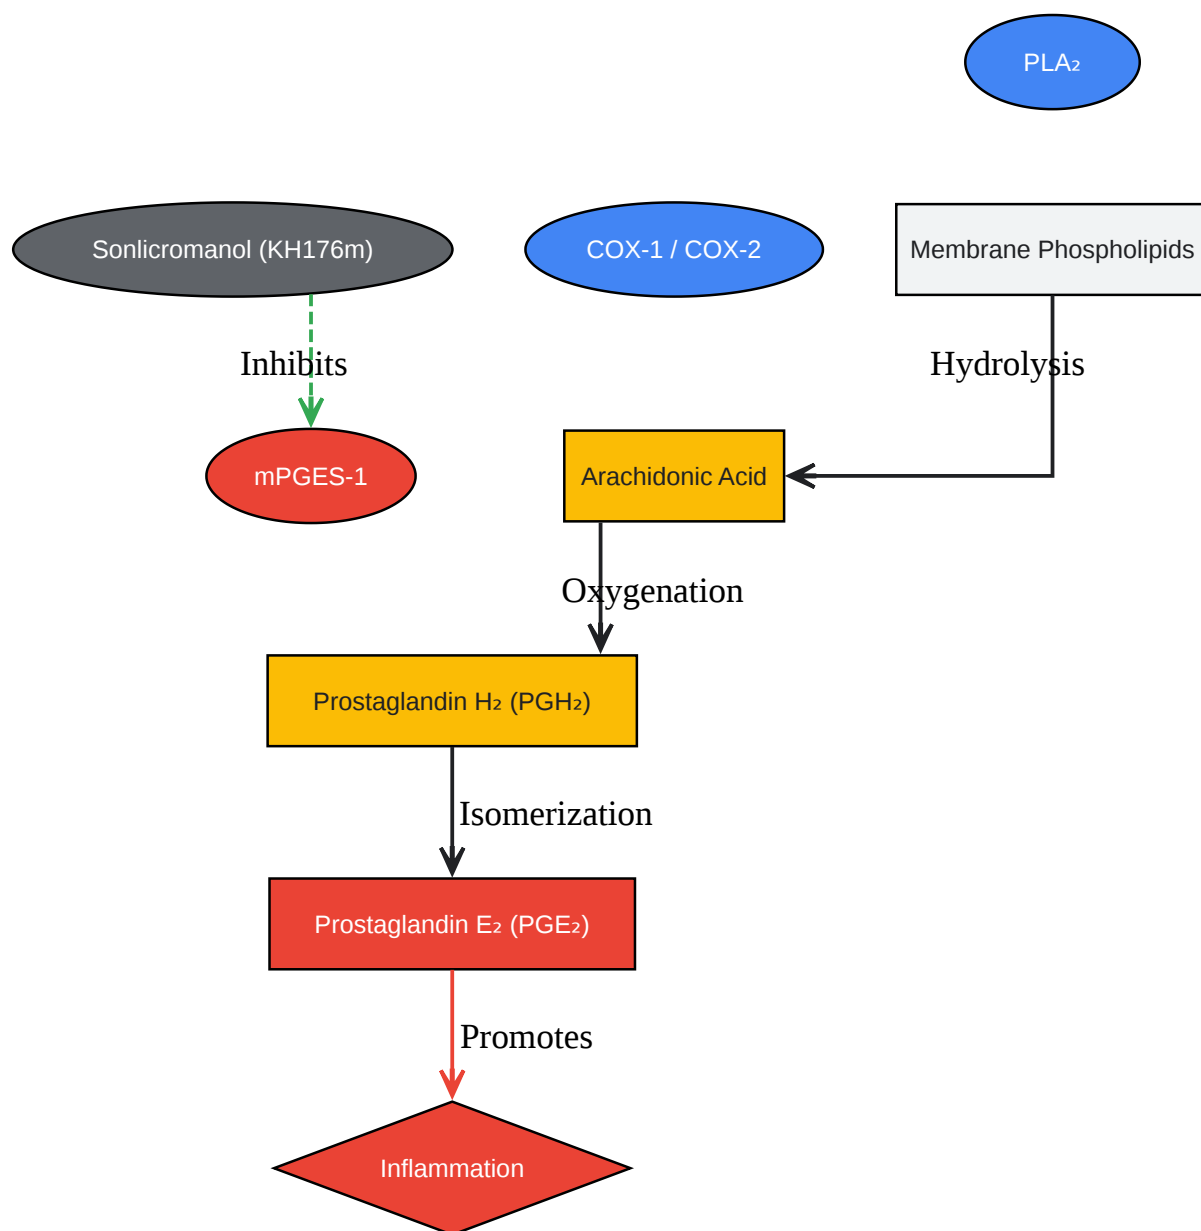 PLA₂
Sonlicromanol (KH176m)
COX-1 / COX-2
Membrane Phospholipids
Inhibits
Hydrolysis
mPGES-1
Arachidonic Acid
Oxygenation
Prostaglandin H₂ (PGH₂)
Isomerization
Prostaglandin E₂ (PGE₂)
Promotes
Inflammation